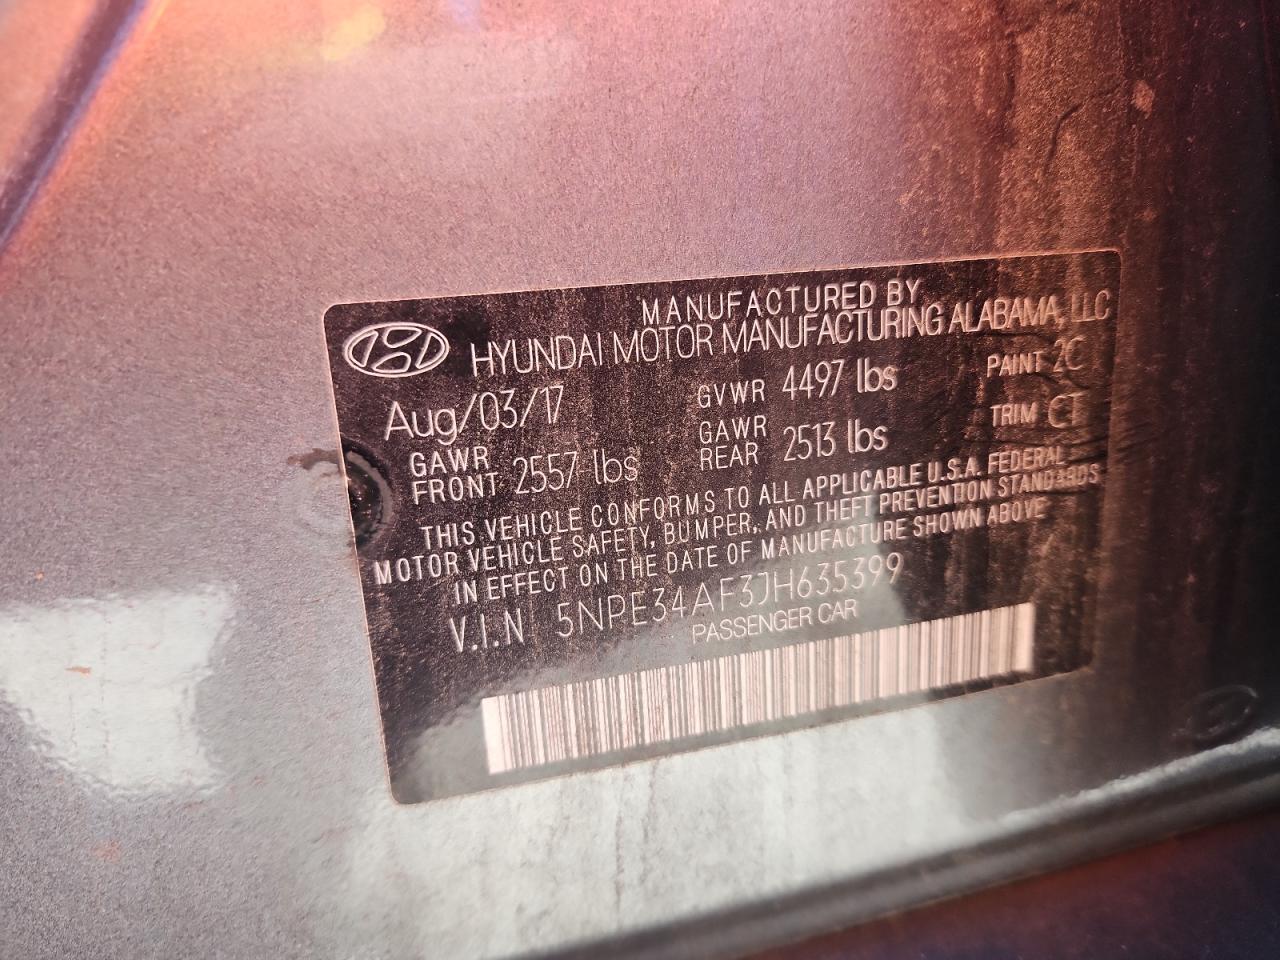 MANUFACTURED BY
HYUNDAI MOTOR MANUFACTURING ALABAMA, LLC
Aug/03/17 GVWR 4497 lbs PAINT 2C
GAWR FRONT 2557 lbs GAWR REAR 2513 lbs TRIM CT
THIS VEHICLE CONFORMS TO ALL APPLICABLE U.S.A. FEDERAL
MOTOR VEHICLE SAFETY, BUMPER, AND THEFT PREVENTION STANDARDS
IN EFFECT ON THE DATE OF MANUFACTURE SHOWN ABOVE
V.I.N 5NPE34AF3JH635399
PASSENGER CAR